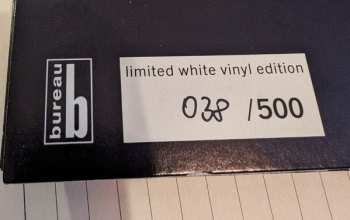 bureau
b
limited white vinyl edition
038 /500